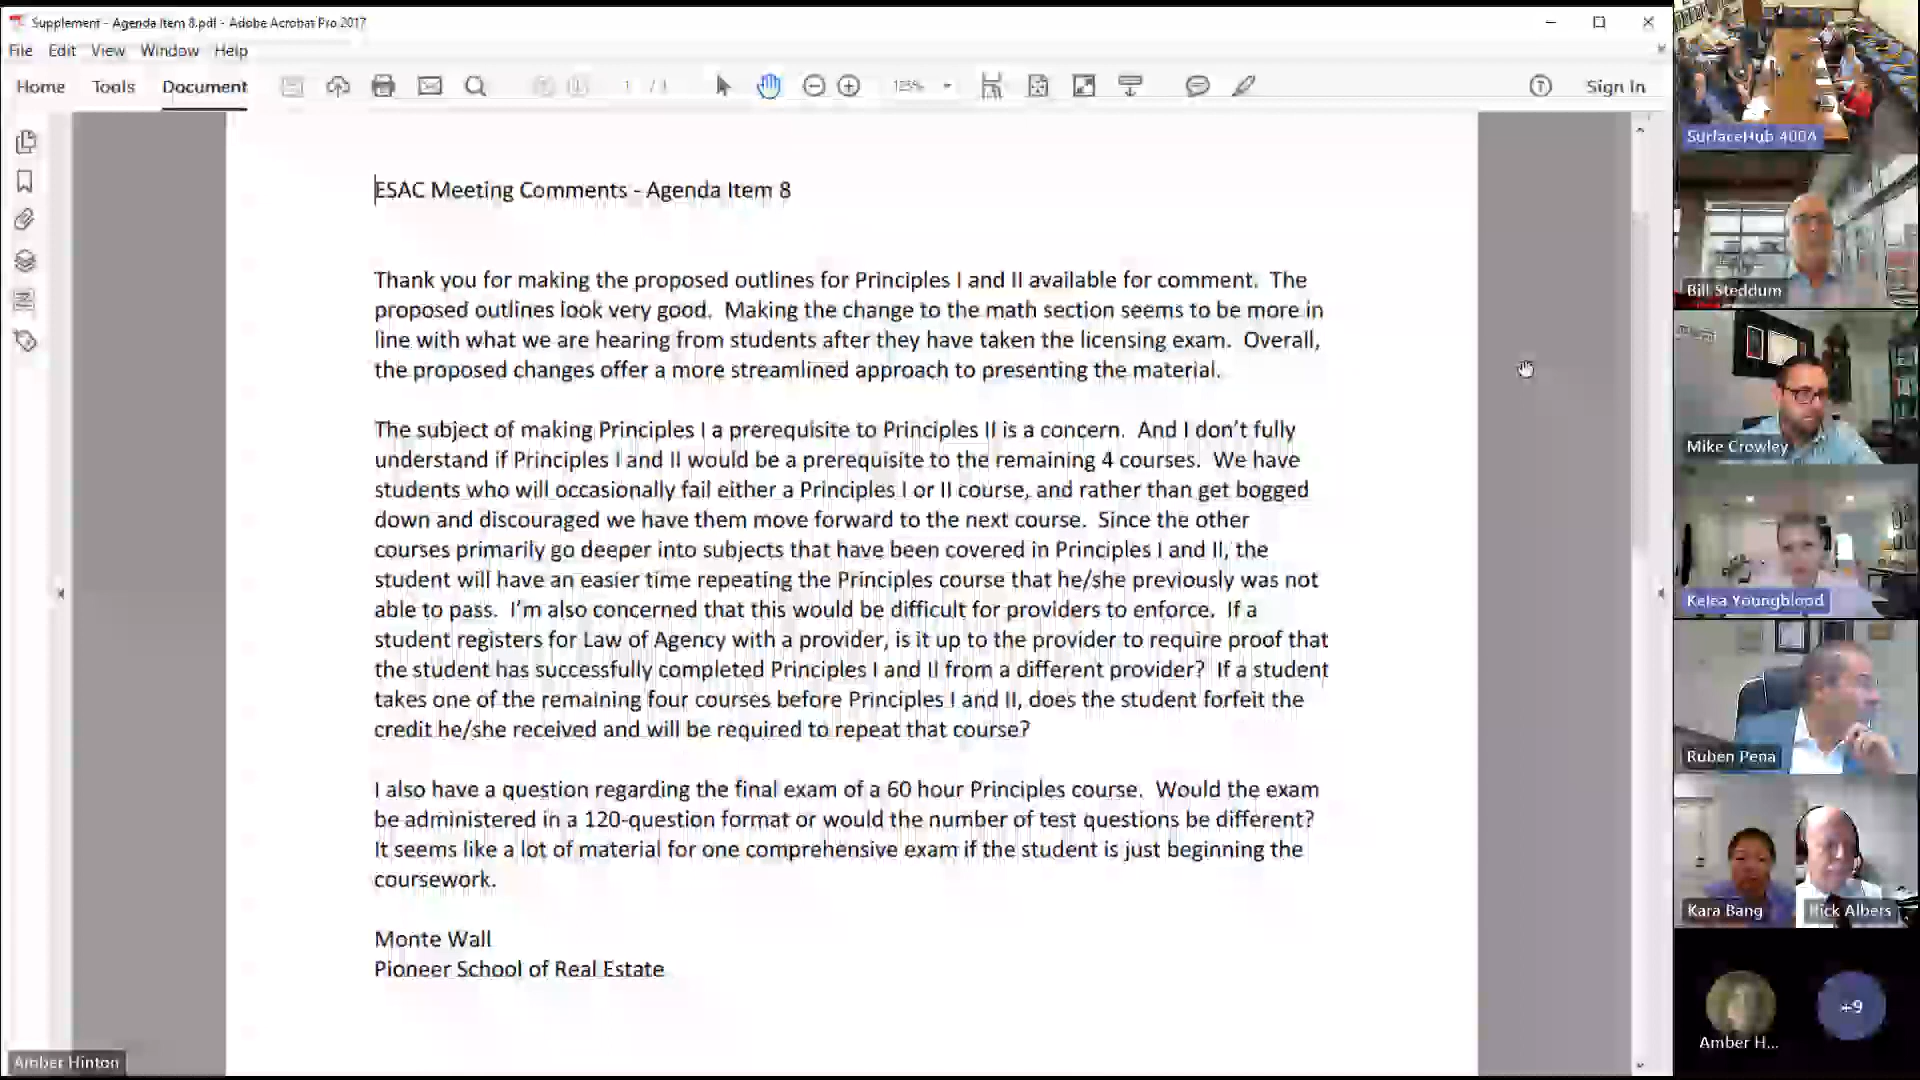 Supplement - Agenda Item 8.pdf - Adobe Acrobat Pro 2017
File Edit View Window Help
Home Tools Document
1 / 1
125%
Sign In
ESAC Meeting Comments - Agenda Item 8
Thank you for making the proposed outlines for Principles I and II available for comment. The
proposed outlines look very good. Making the change to the math section seems to be more in
line with what we are hearing from students after they have taken the licensing exam. Overall,
the proposed changes offer a more streamlined approach to presenting the material.
The subject of making Principles I a prerequisite to Principles II is a concern. And I don't fully
understand if Principles I and II would be a prerequisite to the remaining 4 courses. We have
students who will occasionally fail either a Principles I or II course, and rather than get bogged
down and discouraged we have them move forward to the next course. Since the other
courses primarily go deeper into subjects that have been covered in Principles I and II, the
student will have an easier time repeating the Principles course that he/she previously was not
able to pass. I'm also concerned that this would be difficult for providers to enforce. If a
student registers for Law of Agency with a provider, is it up to the provider to require proof that
the student has successfully completed Principles I and II from a different provider? If a student
takes one of the remaining four courses before Principles I and II, does the student forfeit the
credit he/she received and will be required to repeat that course?
I also have a question regarding the final exam of a 60 hour Principles course. Would the exam
be administered in a 120-question format or would the number of test questions be different?
It seems like a lot of material for one comprehensive exam if the student is just beginning the
coursework.
Monte Wall
Pioneer School of Real Estate
Amber Hinton
SurfaceHub 400A
Bill Steddum
Mike Crowley
Kelea Youngblood
Ruben Pena
Kara Bang
Rick Albers
Amber H...
+9